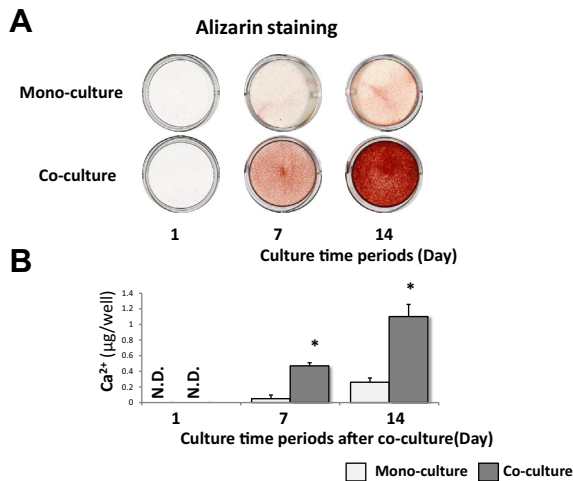 A
Alizarin staining
Mono-culture
Co-culture
1 7 14
Culture time periods (Day)
B
Ca²⁺ (µg/well)
1.4
1.2
1
0.8
0.6
0.4
0.2
0
N.D. N.D. * *
1 7 14
Culture time periods after co-culture(Day)
Mono-culture Co-culture